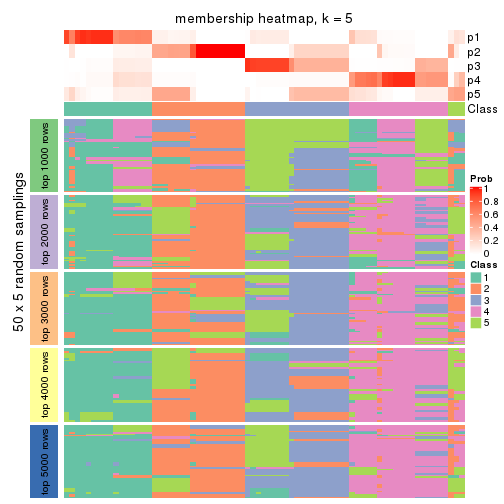 membership heatmap, k = 5
p1
p2
p3
p4
p5
Class
50 x 5 random samplings
top 1000 rows
top 2000 rows
top 3000 rows
top 4000 rows
top 5000 rows
Prob
1
0.8
0.6
0.4
0.2
0
Class
1
2
3
4
5